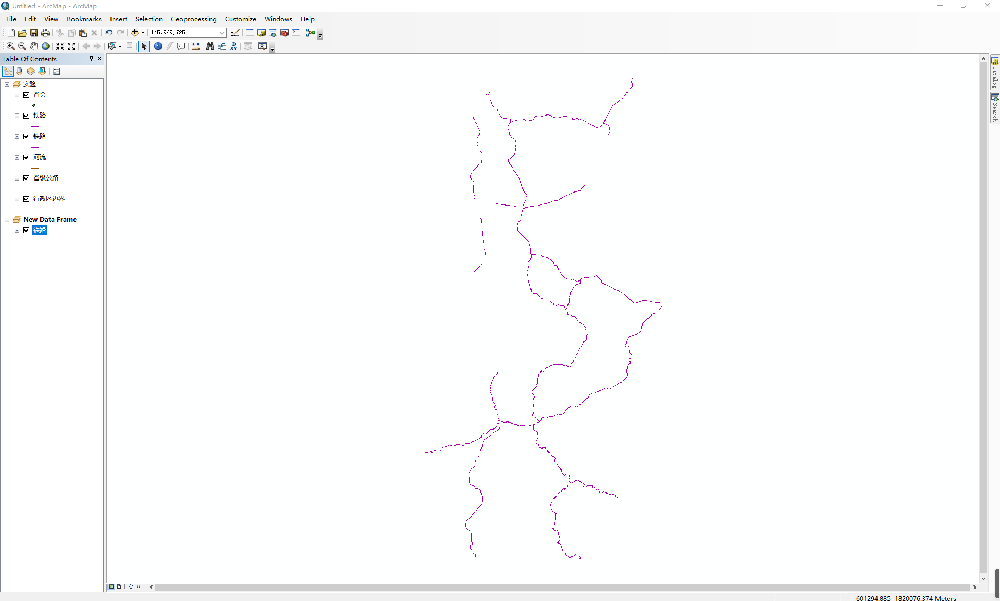 Untitled - ArcMap - ArcMap
File Edit View Bookmarks Insert Selection Geoprocessing Customize Windows Help
1:5,969,725
Table Of Contents
实验一
省会
铁路
铁路
河流
省级公路
行政区边界
New Data Frame
铁路
Catalog
Search
-601294.885 1820076.374 Meters